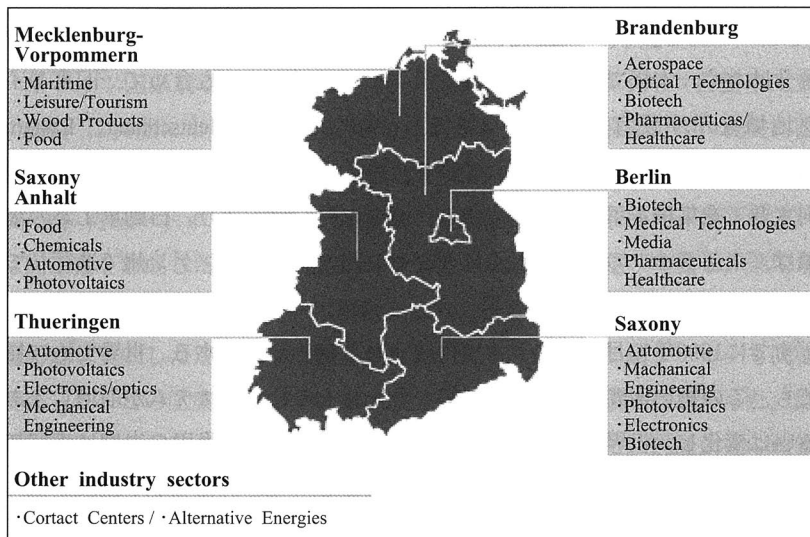 Mecklenburg-
Vorpommern
·Maritime
·Leisure/Tourism
·Wood Products
·Food
Saxony
Anhalt
·Food
·Chemicals
·Automotive
·Photovoltaics
Thueringen
·Automotive
·Photovoltaics
·Electronics/optics
·Mechanical
Engineering
Brandenburg
·Aerospace
·Optical Technologies
·Biotech
·Pharmaoeuticas/
Healthcare
Berlin
·Biotech
·Medical Technologies
·Media
·Pharmaceuticals
Healthcare
Saxony
·Automotive
·Machanical
Engineering
·Photovoltaics
·Electronics
·Biotech
Other industry sectors
·Cortact Centers / ·Alternative Energies